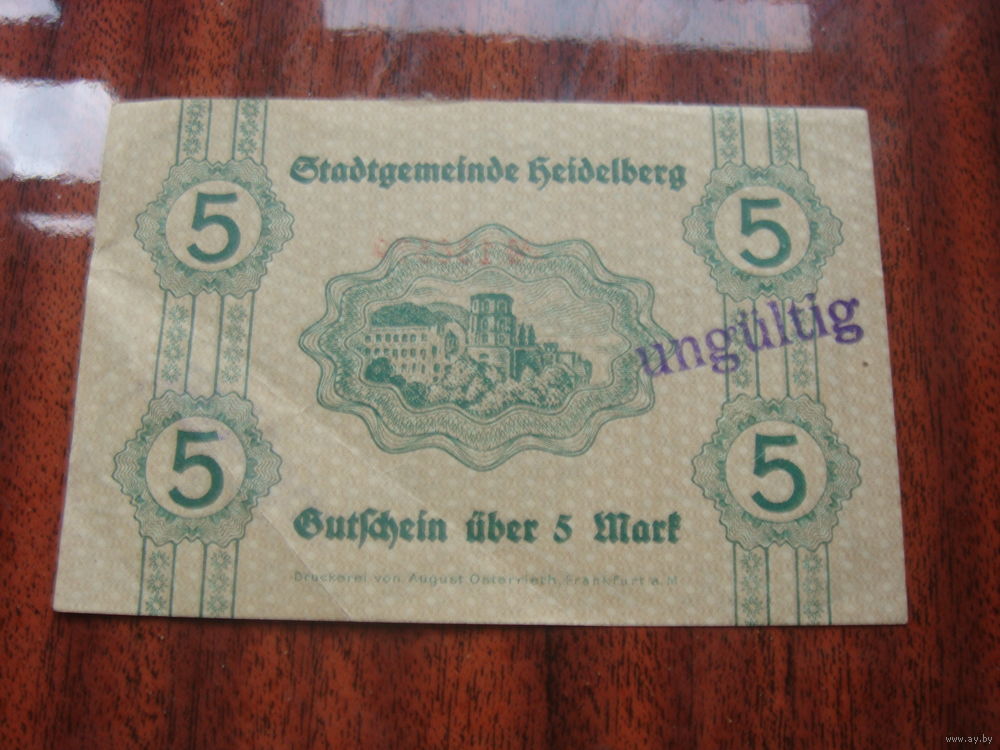 Stadtgemeinde Heidelberg
5 5
ungültig
5 5
Gutschein über 5 Mark
Druckerei von August Osterrieth, Frankfurt a. M.
www.ay.by